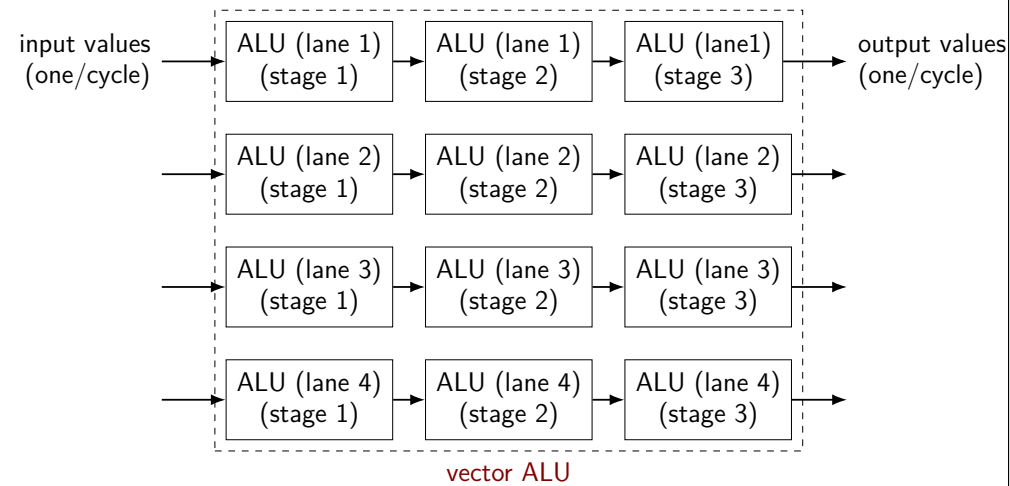 input values
(one/cycle)
ALU (lane 1)
(stage 1)
ALU (lane 1)
(stage 2)
ALU (lane1)
(stage 3)
output values
(one/cycle)
ALU (lane 2)
(stage 1)
ALU (lane 2)
(stage 2)
ALU (lane 2)
(stage 3)
ALU (lane 3)
(stage 1)
ALU (lane 3)
(stage 2)
ALU (lane 3)
(stage 3)
ALU (lane 4)
(stage 1)
ALU (lane 4)
(stage 2)
ALU (lane 4)
(stage 3)
vector ALU